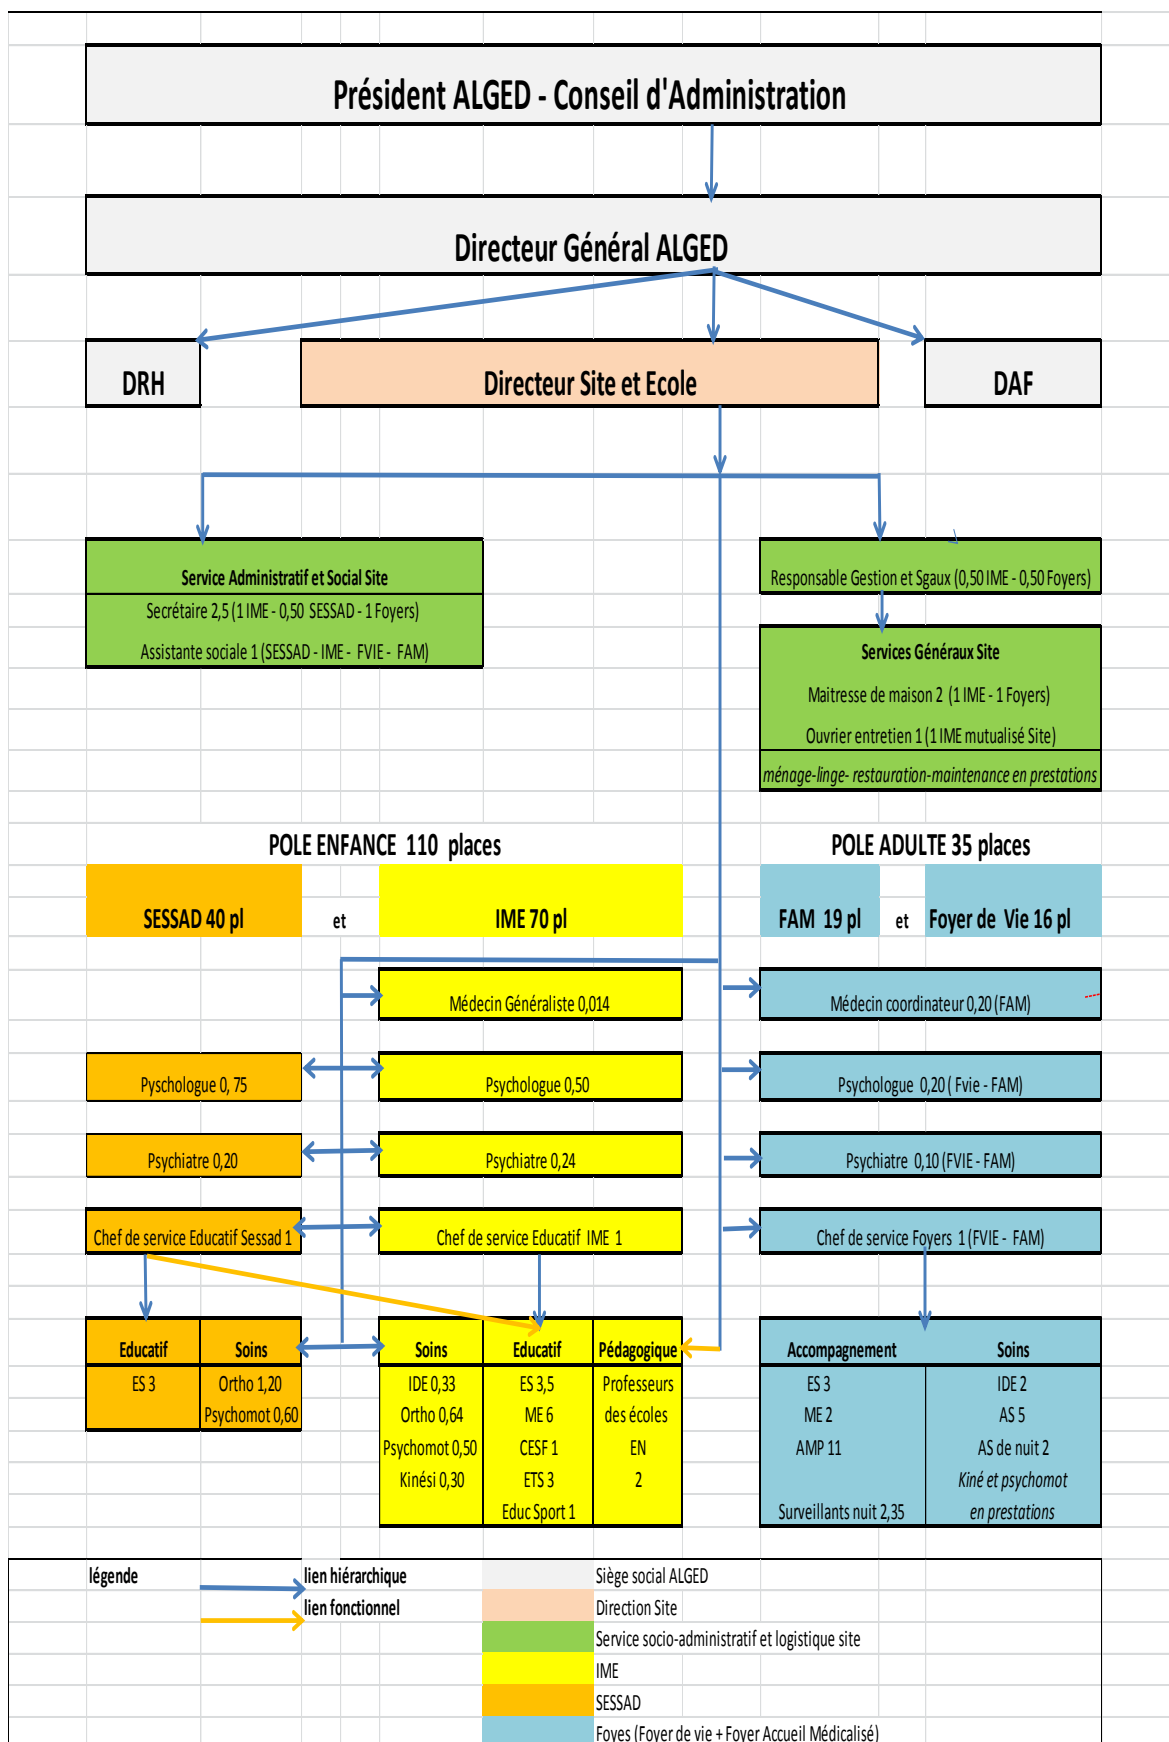 Président ALGED - Conseil d'Administration
Directeur Général ALGED
DRH
Directeur Site et Ecole
DAF
Service Administratif et Social Site
Secrétaire 2,5 (1 IME - 0,50 SESSAD - 1 Foyers)
Assistante sociale 1 (SESSAD - IME - FVIE - FAM)
Responsable Gestion et Sgaux (0,50 IME - 0,50 Foyers)
Services Généraux Site
Maitresse de maison 2 (1 IME - 1 Foyers)
Ouvrier entretien 1 (1 IME mutualisé Site)
ménage-linge- restauration-maintenance en prestations
POLE ENFANCE 110 places
POLE ADULTE 35 places
SESSAD 40 pl
et
IME 70 pl
FAM 19 pl
et
Foyer de Vie 16 pl
Médecin Généraliste 0,014
Médecin coordinateur 0,20 (FAM)
Pyschologue 0, 75
Psychologue 0,50
Psychologue 0,20 ( Fvie - FAM)
Psychiatre 0,20
Psychiatre 0,24
Psychiatre 0,10 (FVIE - FAM)
Chef de service Educatif Sessad 1
Chef de service Educatif IME 1
Chef de service Foyers 1 (FVIE - FAM)
Educatif
Soins
ES 3
Ortho 1,20
Psychomot 0,60
Soins
Educatif
Pédagogique
IDE 0,33
ES 3,5
Professeurs
Ortho 0,64
ME 6
des écoles
Psychomot 0,50
CESF 1
EN
Kinési 0,30
ETS 3
2
Educ Sport 1
Accompagnement
Soins
ES 3
IDE 2
ME 2
AS 5
AMP 11
AS de nuit 2
Kiné et psychomot
Surveillants nuit 2,35
en prestations
légende
lien hiérarchique
Siège social ALGED
lien fonctionnel
Direction Site
Service socio-administratif et logistique site
IME
SESSAD
Foyes (Foyer de vie + Foyer Accueil Médicalisé)